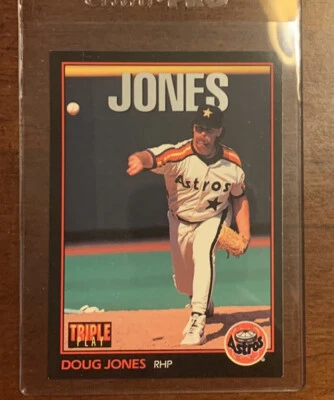 JONES
Astros
TRIPLE
PLAY
Astros
DOUG JONES RHP